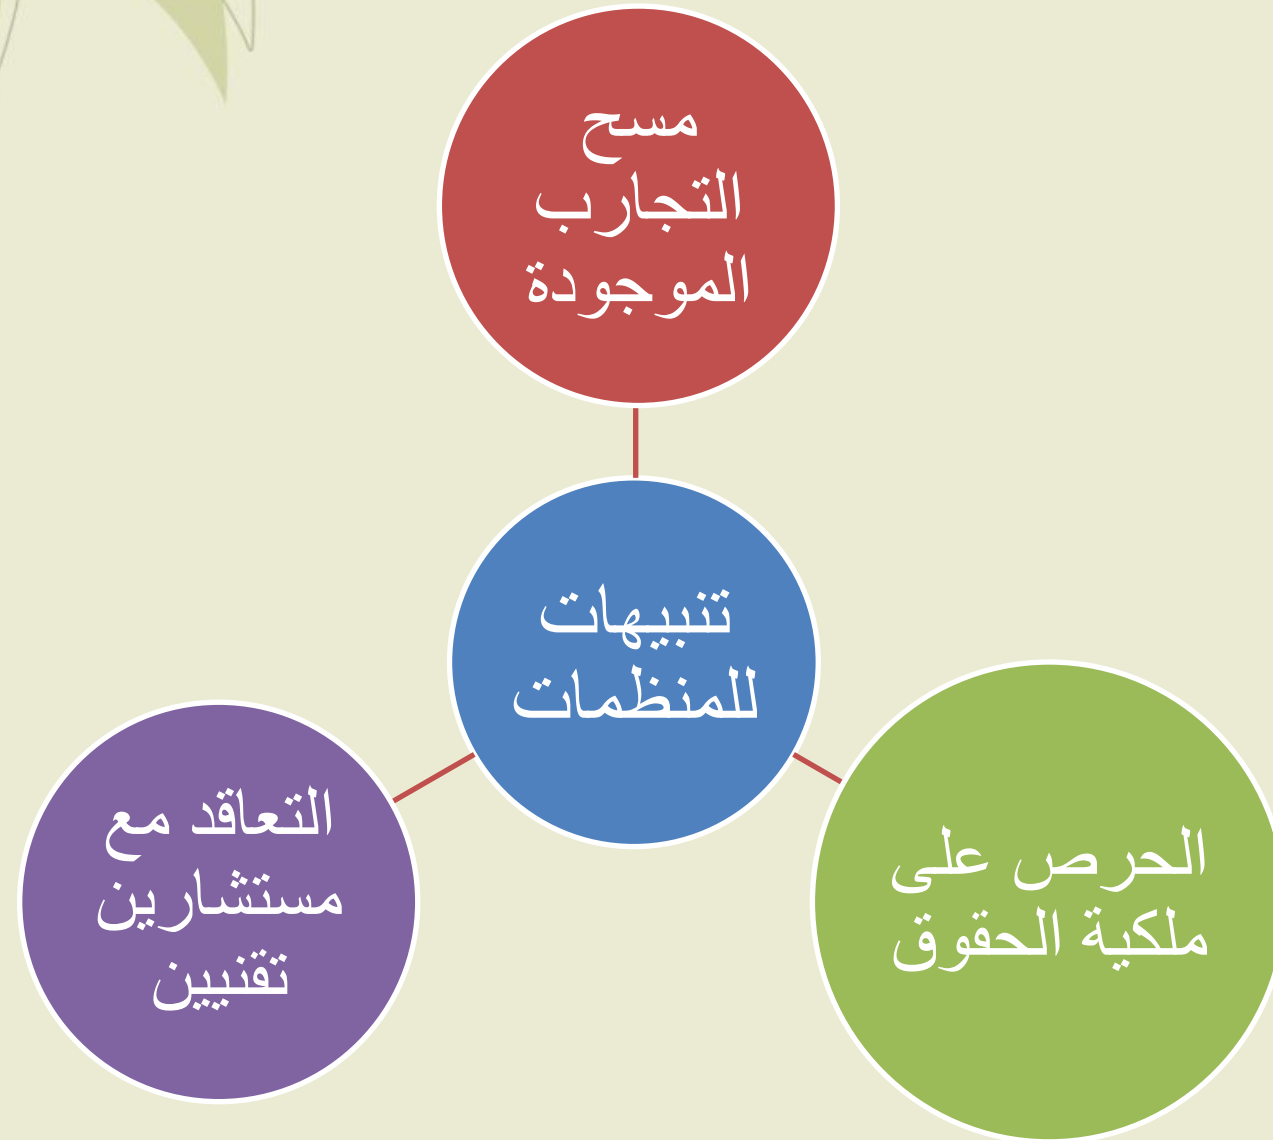 مسح
التجارب
الموجودة
تنبيهات
للمنظمات
الحرص على
ملكية الحقوق
التعاقد مع
مستشارين
تقنيين